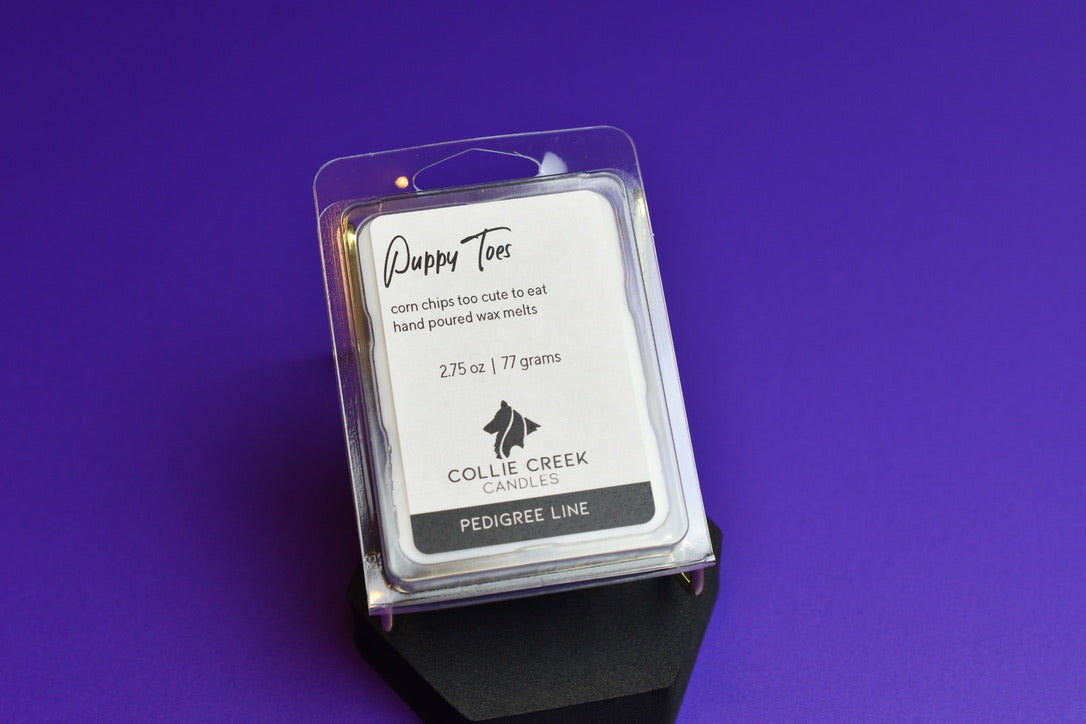 Puppy Toes
corn chips too cute to eat
hand poured wax melts
2.75 oz | 77 grams
COLLIE CREEK
CANDLES
PEDIGREE LINE